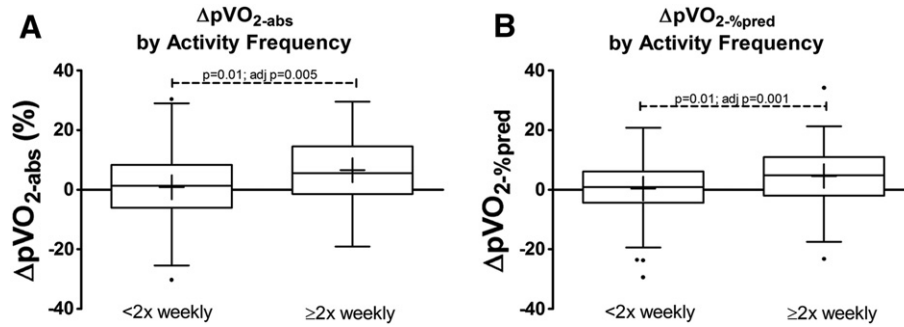 A
ΔpVO2-abs
by Activity Frequency
ΔpVO2-abs (%)
40
20
0
-20
-40
p=0.01; adj p=0.005
<2x weekly
≥2x weekly
B
ΔpVO2-%pred
by Activity Frequency
ΔpVO2-%pred
40
20
0
-20
-40
p=0.01; adj p=0.001
<2x weekly
≥2x weekly